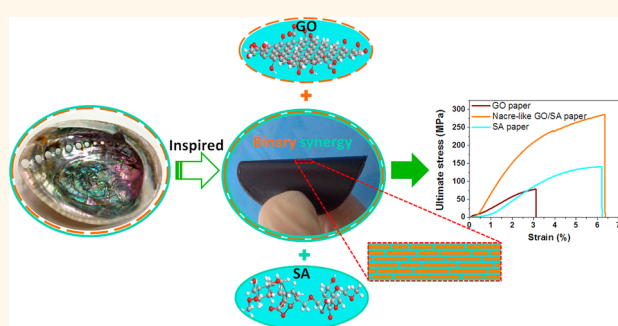 GO
+
Inspired
Binary synergy
+
SA
Ultimate stress (MPa)
300
250
200
150
100
50
0
GO paper
Nacre-like GO/SA paper
SA paper
0 1 2 3 4 5 6 7
Strain (%)